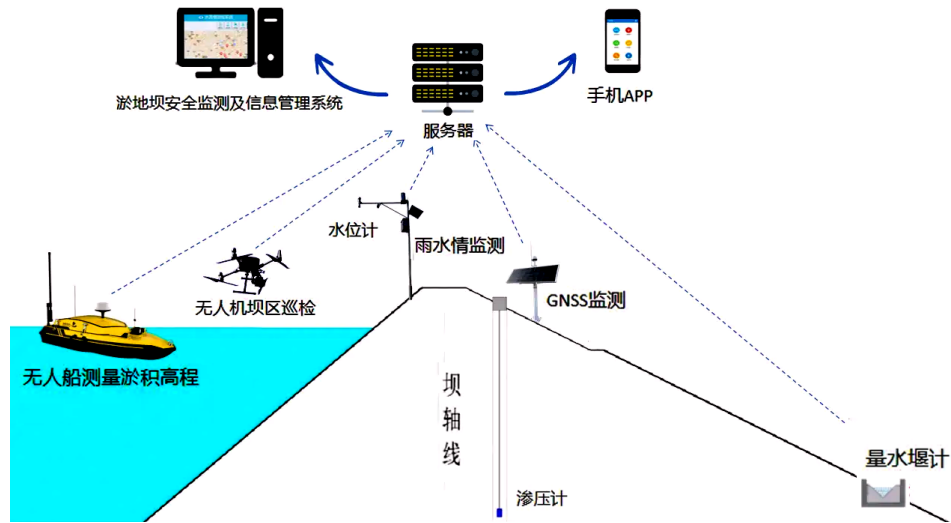 淤地坝安全监测及信息管理系统
服务器
手机APP
水位计
雨水情监测
无人机坝区巡检
GNSS监测
无人船测量淤积高程
坝轴线
量水堰计
渗压计